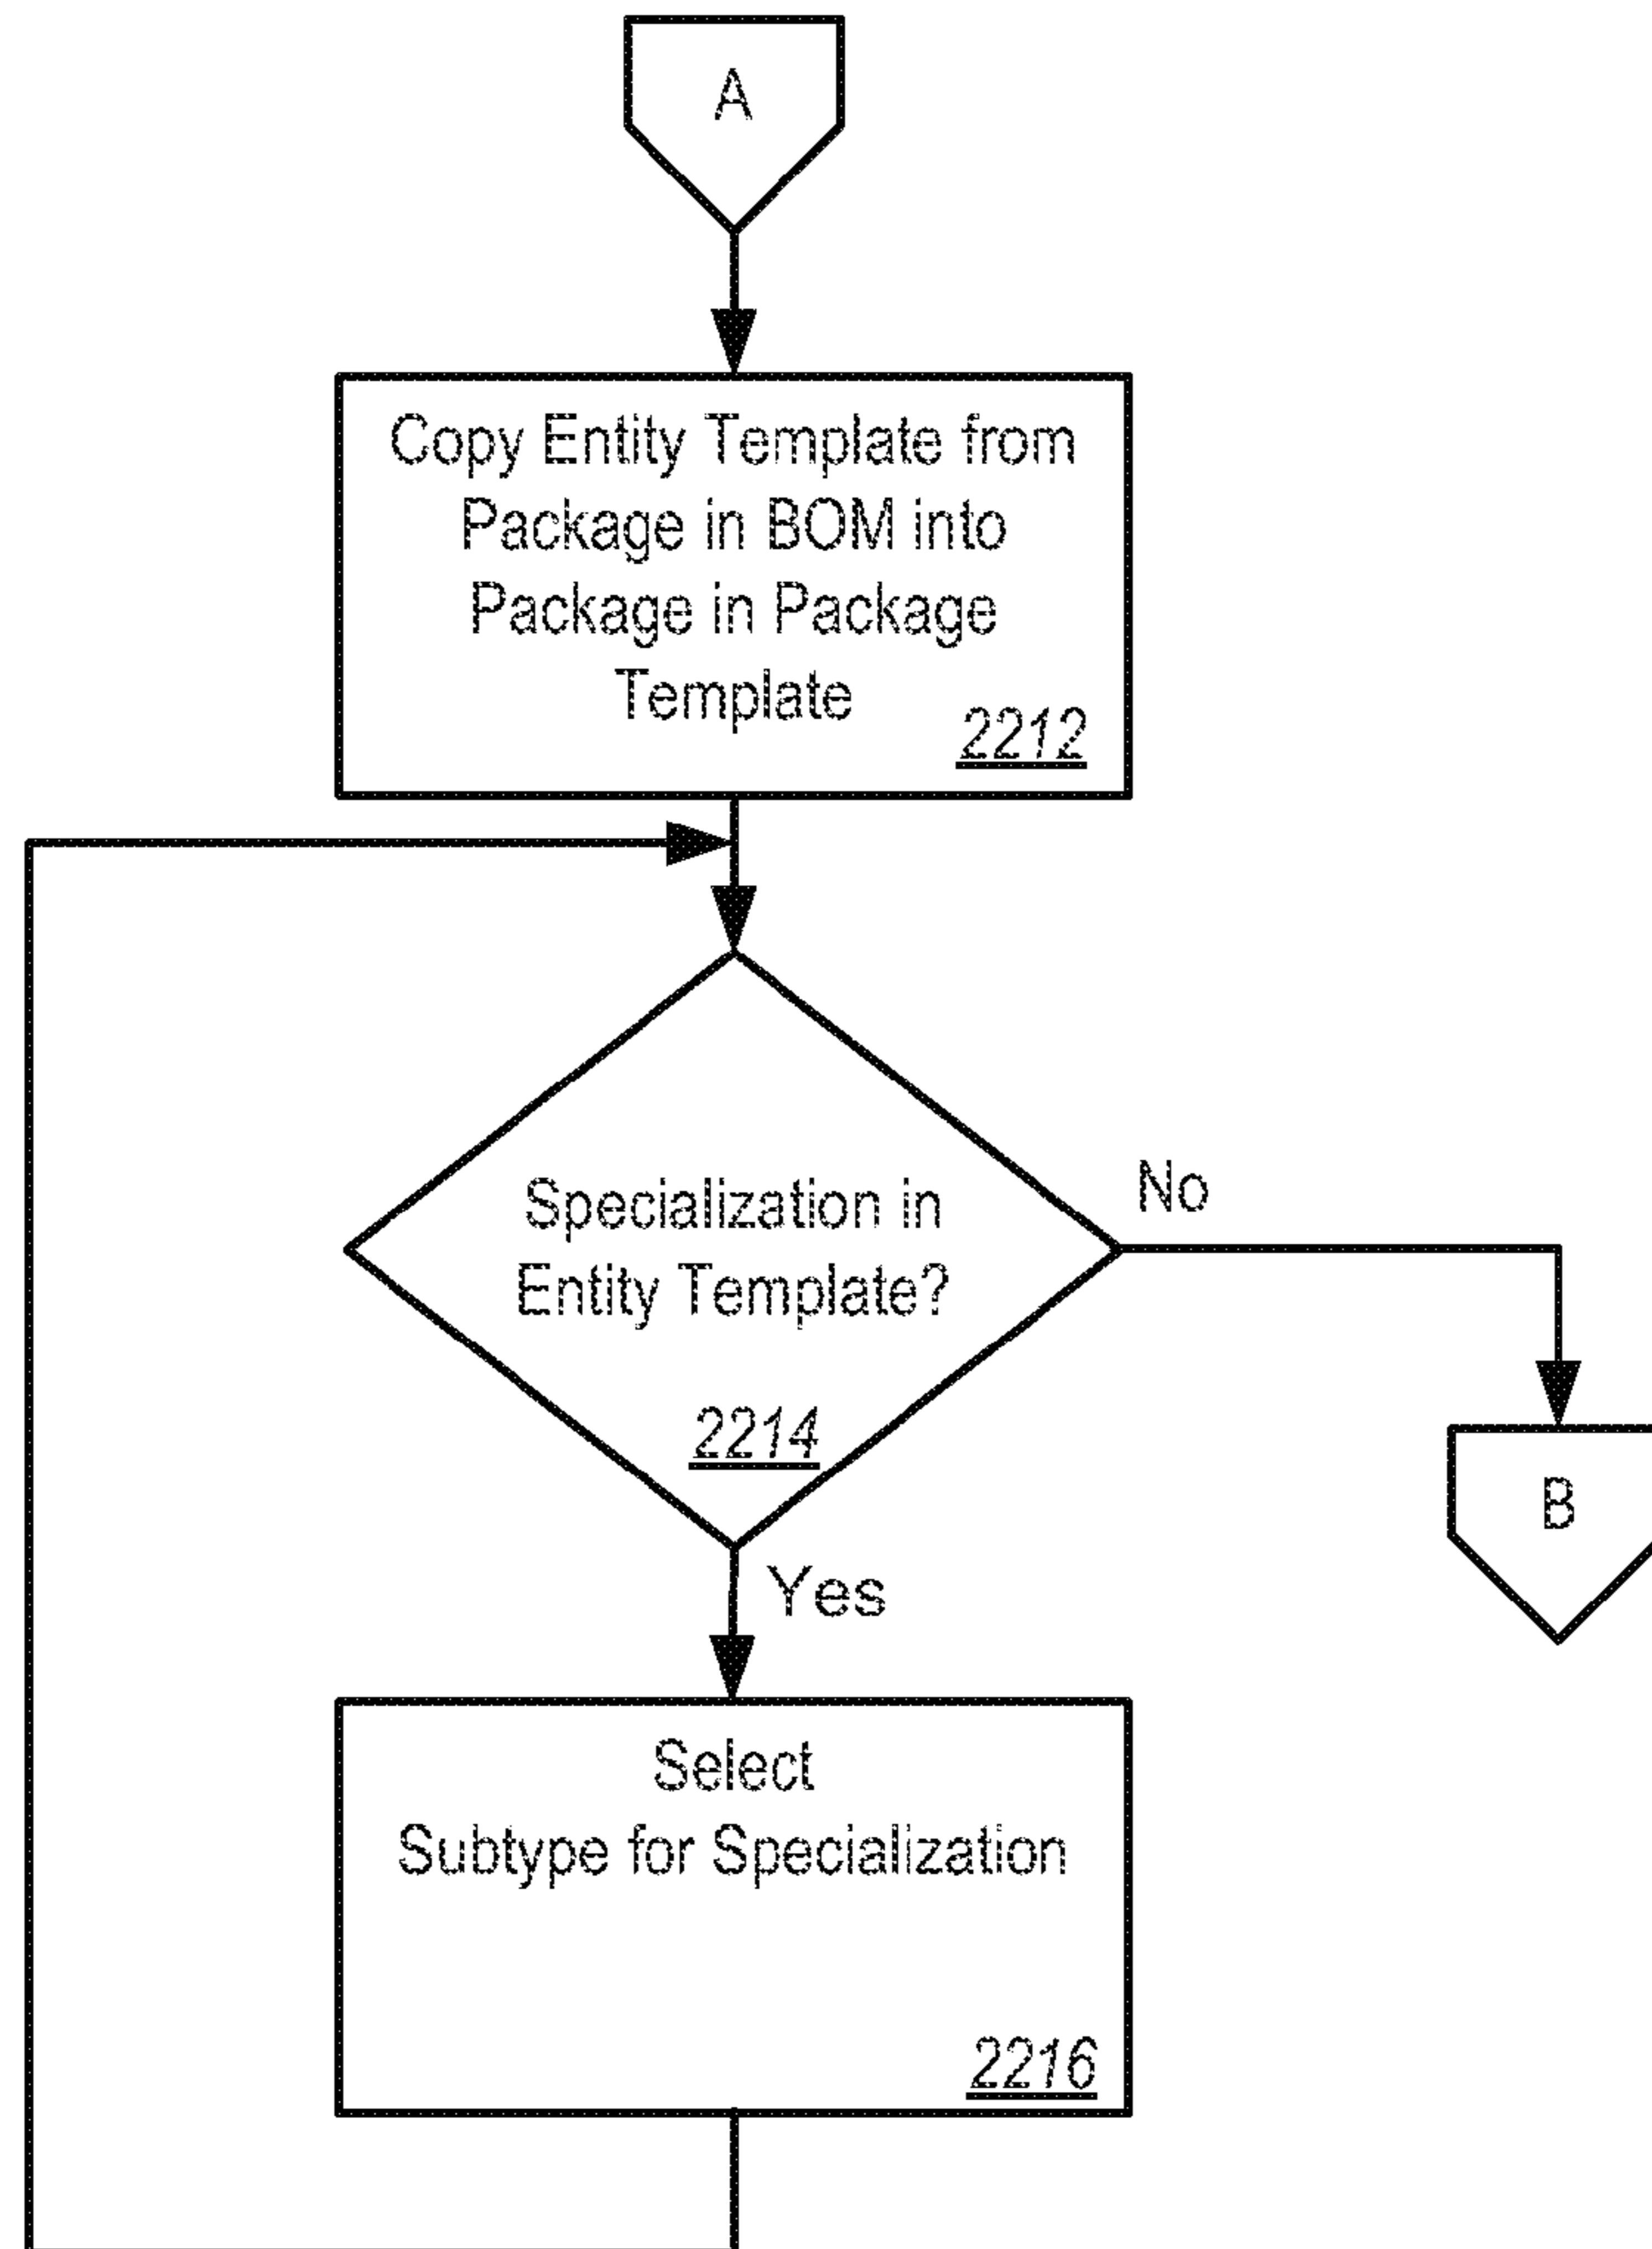 A
Copy Entity Template from
Package in BOM into
Package in Package
Template
2212
Specialization in
Entity Template?
2214
No
B
Yes
Select
Subtype for Specialization
2216